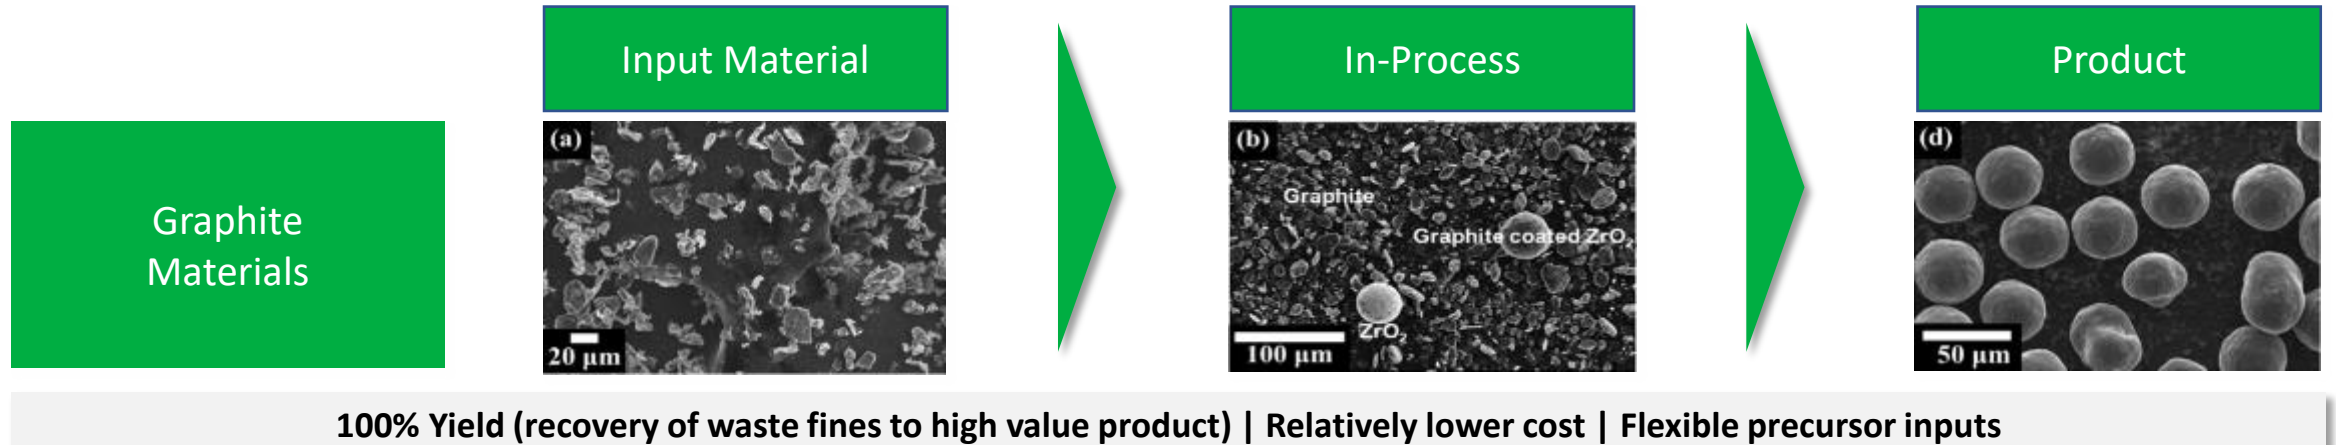 Input Material
In-Process
Product
Graphite
Materials
(a)
20 µm
(b)
Graphite
Graphite coated ZrO₂
ZrO₂
100 µm
(d)
50 µm
100% Yield (recovery of waste fines to high value product) | Relatively lower cost | Flexible precursor inputs